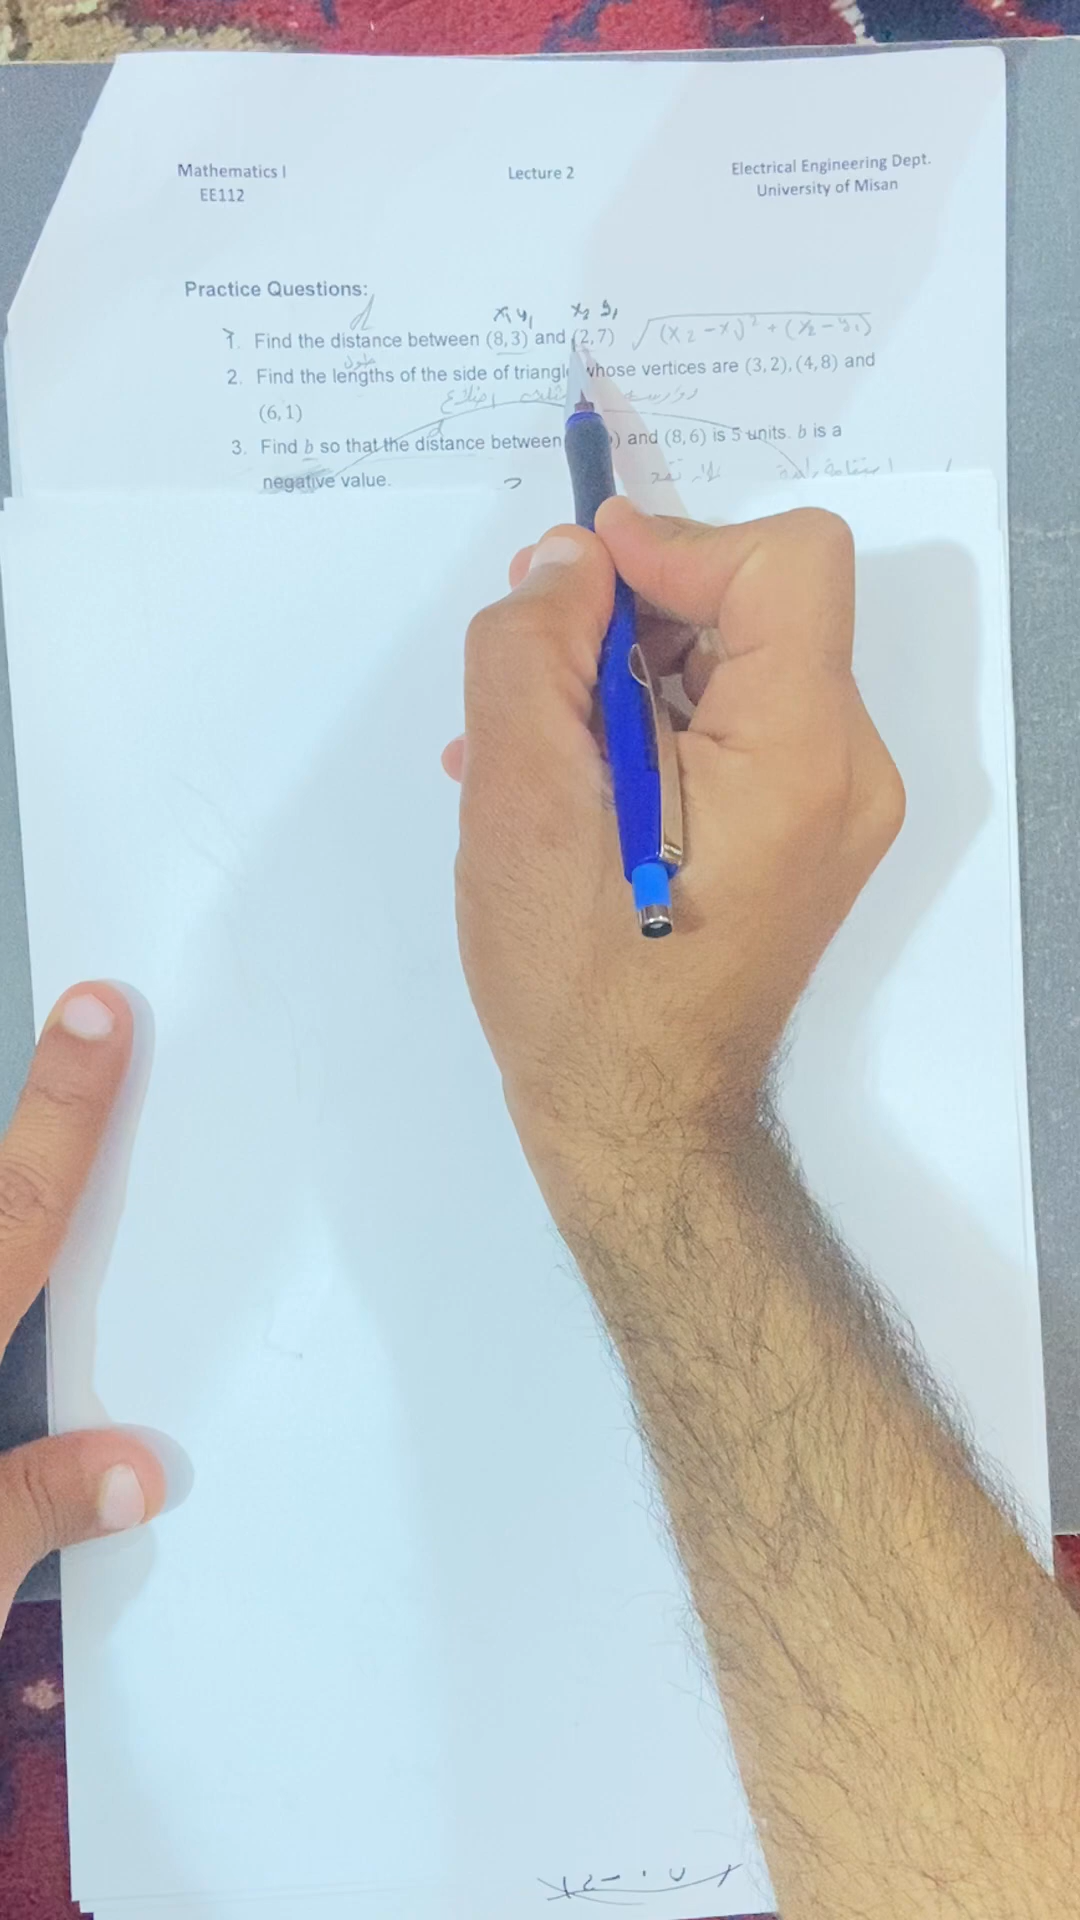 Mathematics I
EE112
Lecture 2
Electrical Engineering Dept.
University of Misan
Practice Questions:
d
x₁ y₁ x₂ y₁
1. Find the distance between (8,3) and (2,7) √(x₂ -x₁)² + (y₂ - y₁)
طول
2. Find the lengths of the side of triangl whose vertices are (3,2), (4,8) and
اضلاع
(6,1)
d
3. Find b so that the distance between ) and (8,6) is 5 units. b is a
negative value.